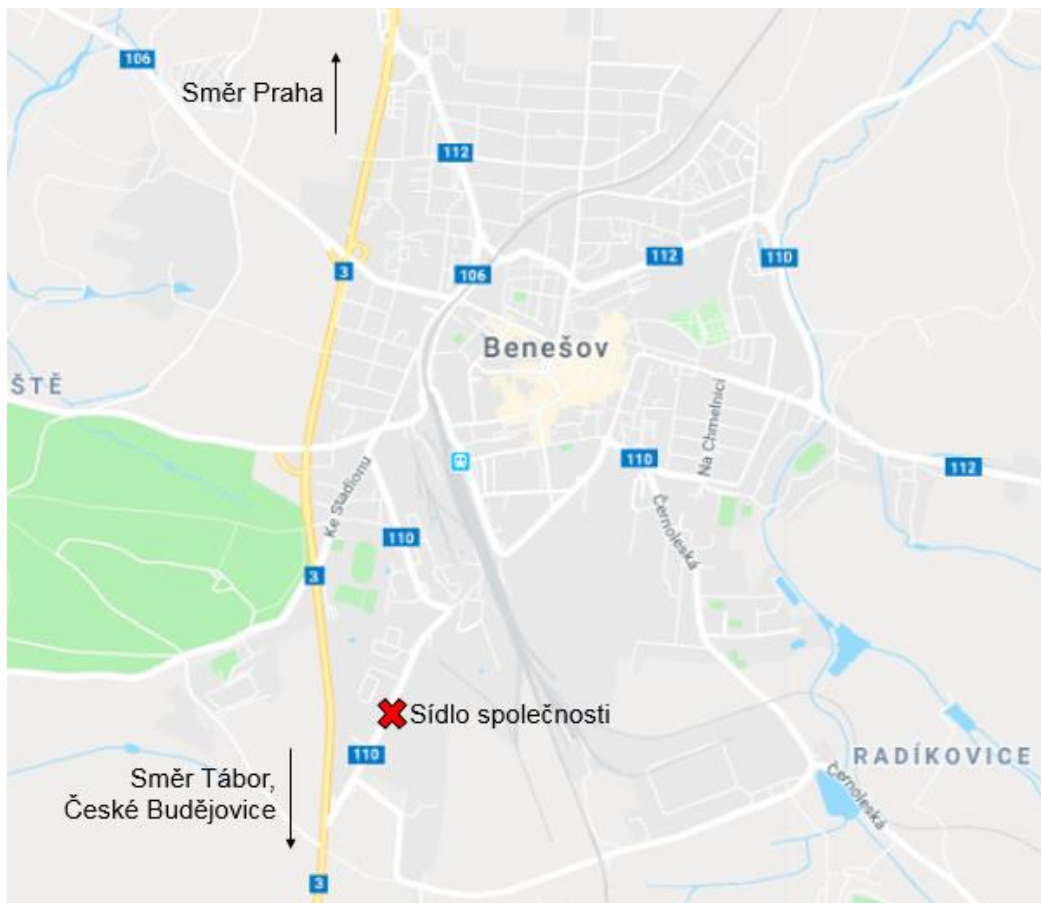 106
Směr Praha
112
112
110
3
106
Benešov
ŠTĚ
Na Chmelnici
110
112
Ke Stadionu
Černoleská
110
3
Sídlo společnosti
110
RADÍKOVICE
Směr Tábor,
České Budějovice
Černoleská
3